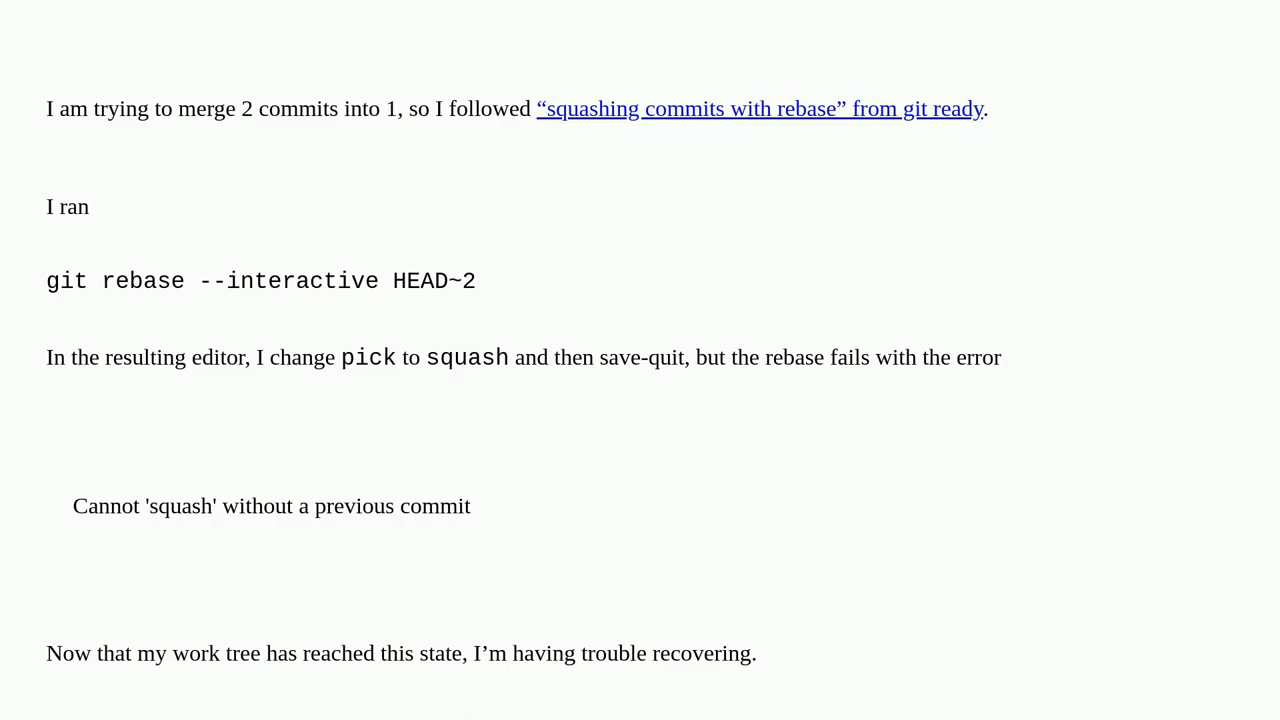 I am trying to merge 2 commits into 1, so I followed “squashing commits with rebase” from git ready.
I ran
git rebase --interactive HEAD~2
In the resulting editor, I change pick to squash and then save-quit, but the rebase fails with the error
Cannot 'squash' without a previous commit
Now that my work tree has reached this state, I’m having trouble recovering.